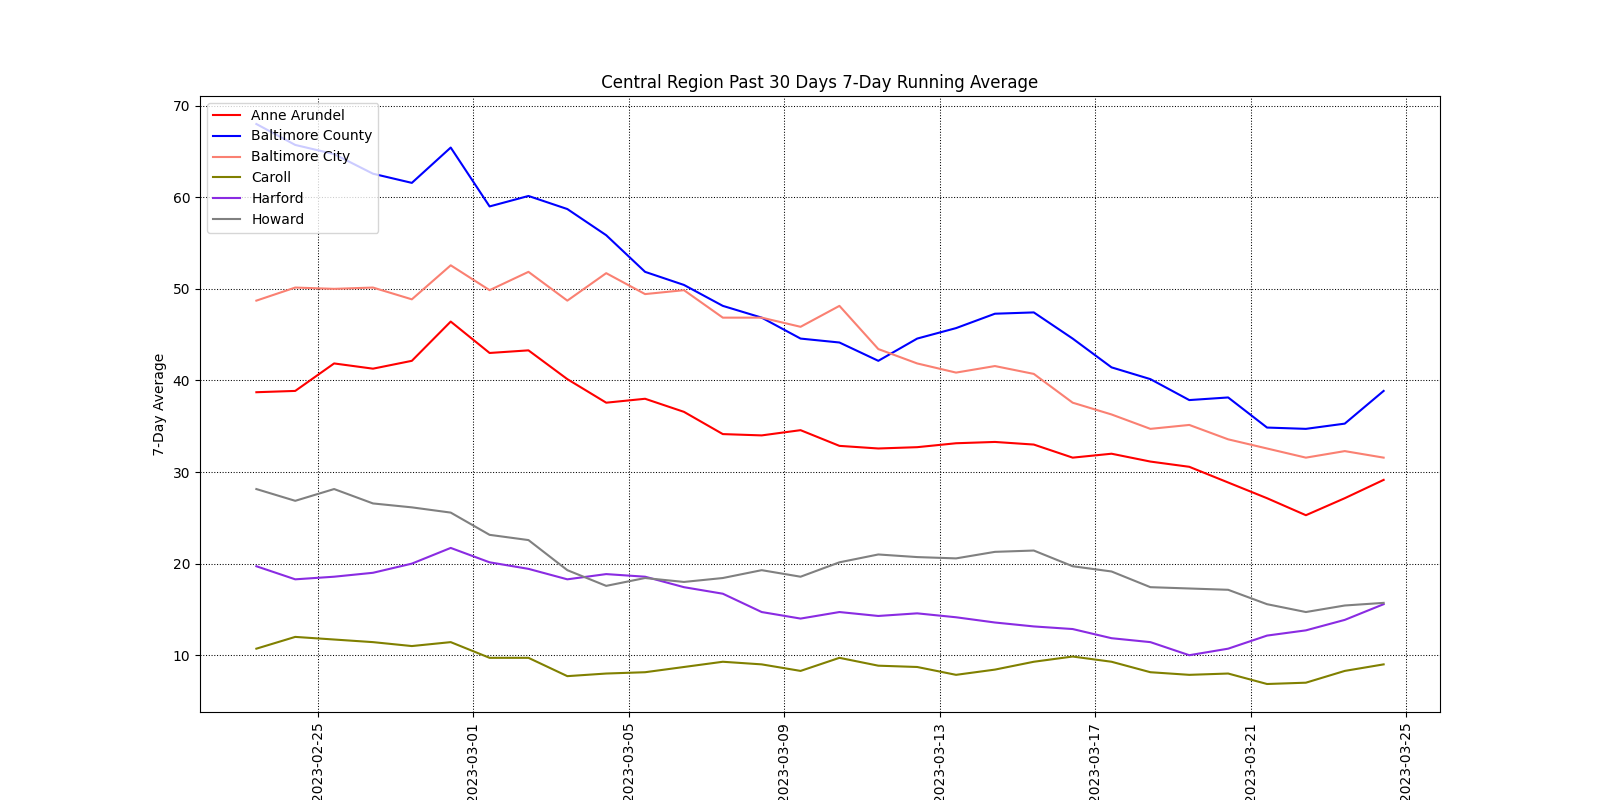 Central Region Past 30 Days 7-Day Running Average
70
60
50
40
30
20
10
7-Day Average
Anne Arundel
Baltimore County
Baltimore City
Caroll
Harford
Howard
2023-02-25
2023-03-01
2023-03-05
2023-03-09
2023-03-13
2023-03-17
2023-03-21
2023-03-25